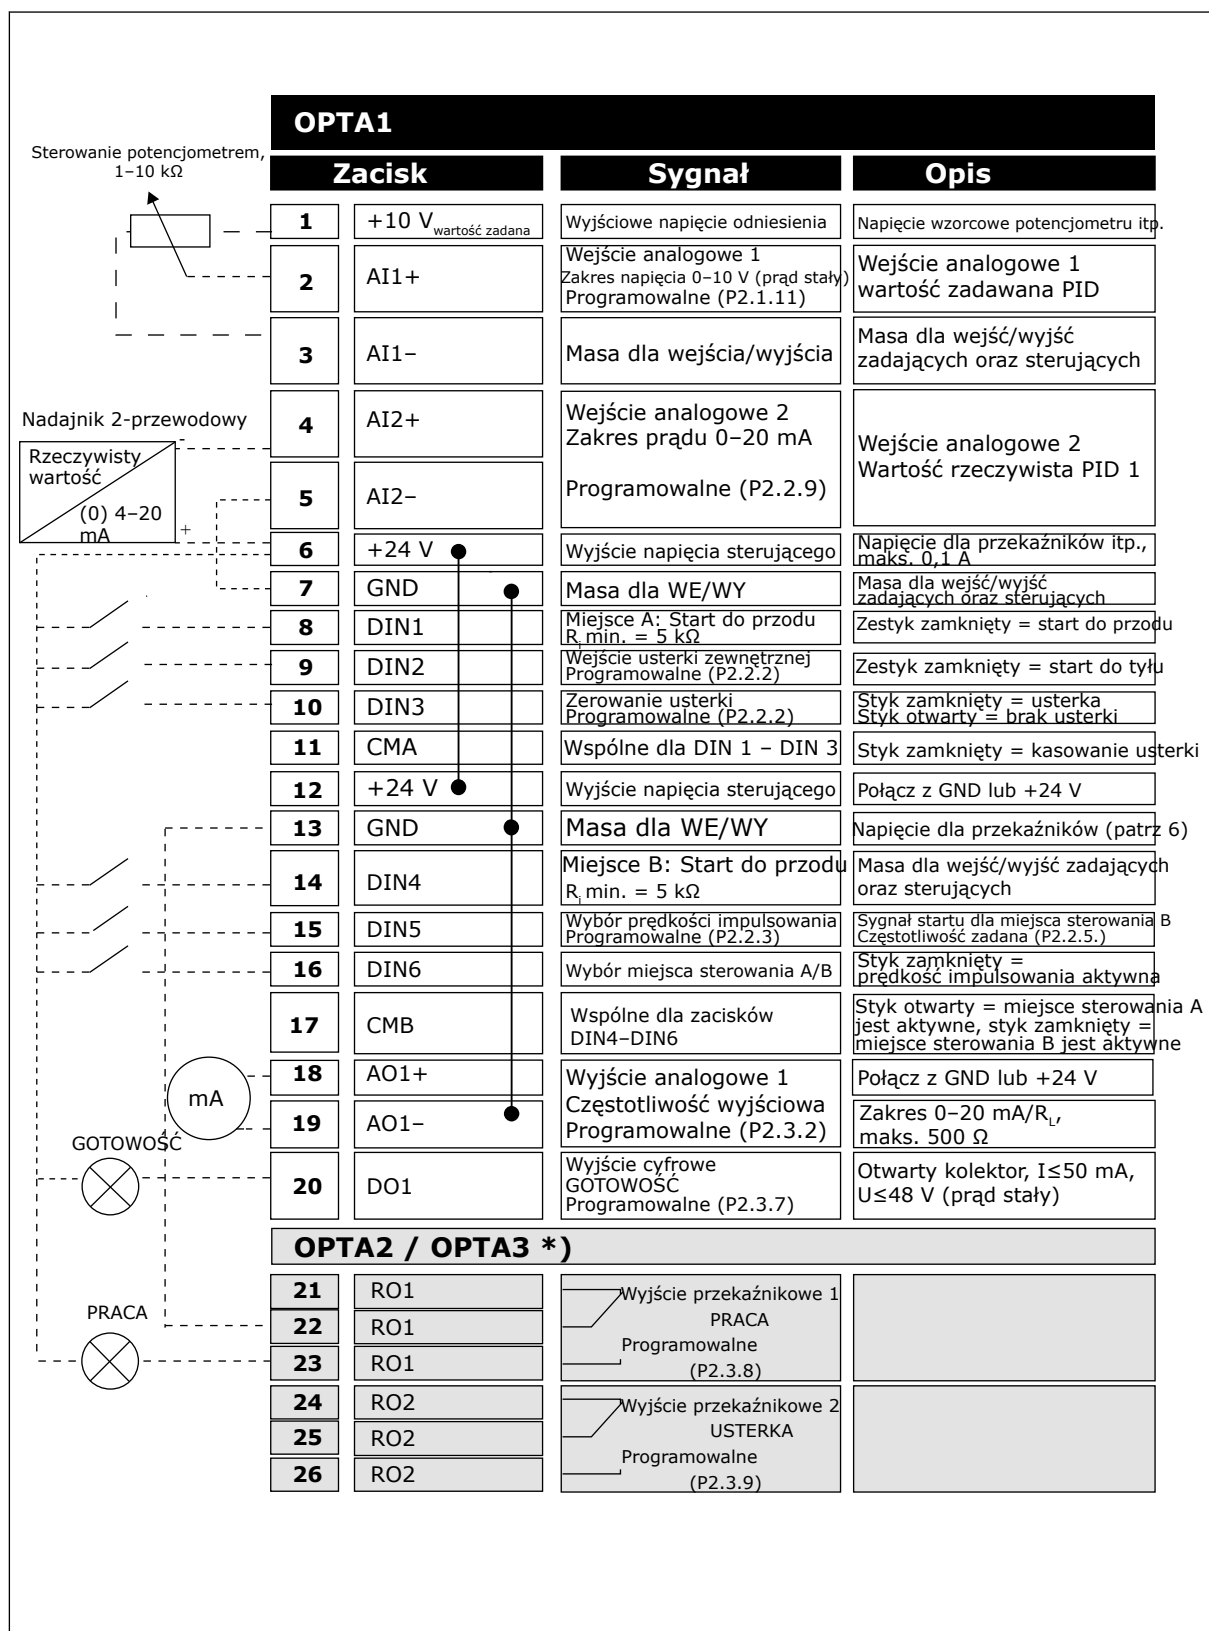 OPTA1
Sterowanie potencjometrem,
1–10 kΩ
Zacisk Sygnał Opis
1 +10 V wartość zadana Wyjściowe napięcie odniesienia Napięcie wzorcowe potencjometru itp.
2 AI1+ Wejście analogowe 1
Zakres napięcia 0–10 V (prąd stały)
Programowalne (P2.1.11)
Wejście analogowe 1
wartość zadawana PID
3 AI1– Masa dla wejścia/wyjścia
Masa dla wejść/wyjść
zadających oraz sterujących
Nadajnik 2-przewodowy
-
Rzeczywisty
wartość
(0) 4–20
mA
+
4 AI2+ Wejście analogowe 2
Zakres prądu 0–20 mA
5 AI2– Programowalne (P2.2.9)
Wejście analogowe 2
Wartość rzeczywista PID 1
6 +24 V Wyjście napięcia sterującego
Napięcie dla przekaźników itp.,
maks. 0,1 A
7 GND Masa dla WE/WY
Masa dla wejść/wyjść
zadających oraz sterujących
8 DIN1 Miejsce A: Start do przodu
Ri min. = 5 kΩ
Zestyk zamknięty = start do przodu
9 DIN2 Wejście usterki zewnętrznej
Programowalne (P2.2.2)
Zestyk zamknięty = start do tyłu
10 DIN3 Zerowanie usterki
Programowalne (P2.2.2)
Styk zamknięty = usterka
Styk otwarty = brak usterki
11 CMA Wspólne dla DIN 1 – DIN 3 Styk zamknięty = kasowanie usterki
12 +24 V Wyjście napięcia sterującego Połącz z GND lub +24 V
13 GND Masa dla WE/WY Napięcie dla przekaźników (patrz 6)
14 DIN4 Miejsce B: Start do przodu
Ri min. = 5 kΩ
Masa dla wejść/wyjść zadających
oraz sterujących
15 DIN5 Wybór prędkości impulsowania
Programowalne (P2.2.3)
Sygnał startu dla miejsca sterowania B
Częstotliwość zadana (P2.2.5.)
16 DIN6 Wybór miejsca sterowania A/B
Styk zamknięty =
prędkość impulsowania aktywna
17 CMB Wspólne dla zacisków
DIN4–DIN6
Styk otwarty = miejsce sterowania A
jest aktywne, styk zamknięty =
miejsce sterowania B jest aktywne
mA
18 AO1+ Wyjście analogowe 1
Częstotliwość wyjściowa
Programowalne (P2.3.2)
Połącz z GND lub +24 V
19 AO1–
Zakres 0–20 mA/RL,
maks. 500 Ω
GOTOWOŚĆ
20 DO1 Wyjście cyfrowe
GOTOWOŚĆ
Programowalne (P2.3.7)
Otwarty kolektor, I≤50 mA,
U≤48 V (prąd stały)
OPTA2 / OPTA3 *)
PRACA
21 RO1 Wyjście przekaźnikowe 1
22 RO1 PRACA
Programowalne
23 RO1 (P2.3.8)
24 RO2 Wyjście przekaźnikowe 2
25 RO2 USTERKA
Programowalne
26 RO2 (P2.3.9)